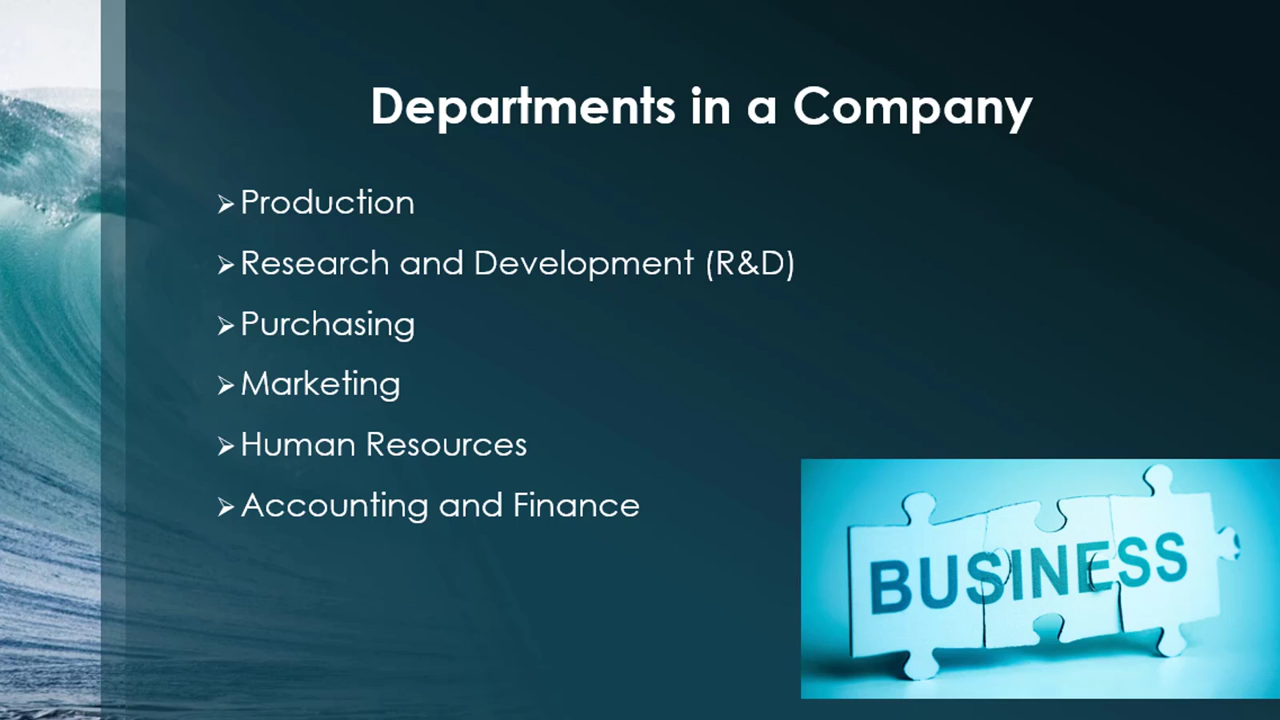 Departments in a Company
➢Production
➢Research and Development (R&D)
➢Purchasing
➢Marketing
➢Human Resources
➢Accounting and Finance
BUSINESS